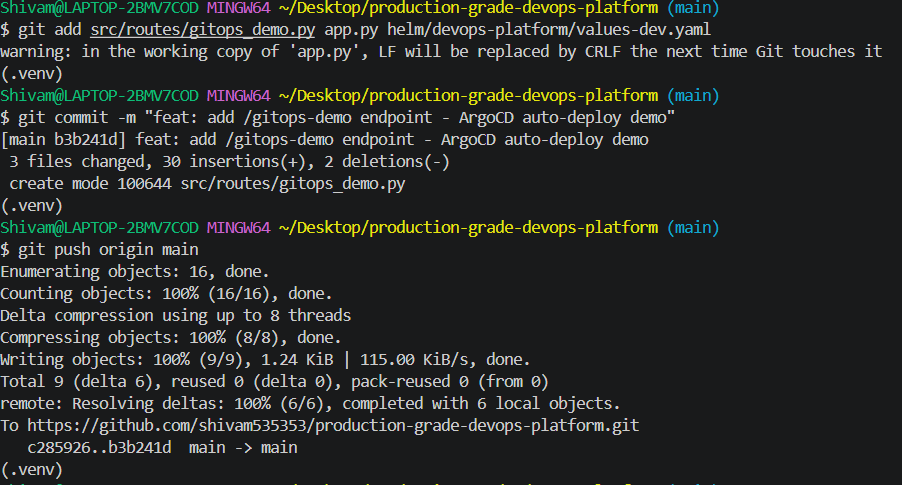 Shivam@LAPTOP-2BMV7COD MINGW64 ~/Desktop/production-grade-devops-platform (main)
$ git add src/routes/gitops_demo.py app.py helm/devops-platform/values-dev.yaml
warning: in the working copy of 'app.py', LF will be replaced by CRLF the next time Git touches it
(.venv)
Shivam@LAPTOP-2BMV7COD MINGW64 ~/Desktop/production-grade-devops-platform (main)
$ git commit -m "feat: add /gitops-demo endpoint - ArgoCD auto-deploy demo"
[main b3b241d] feat: add /gitops-demo endpoint - ArgoCD auto-deploy demo
 3 files changed, 30 insertions(+), 2 deletions(-)
 create mode 100644 src/routes/gitops_demo.py
(.venv)
Shivam@LAPTOP-2BMV7COD MINGW64 ~/Desktop/production-grade-devops-platform (main)
$ git push origin main
Enumerating objects: 16, done.
Counting objects: 100% (16/16), done.
Delta compression using up to 8 threads
Compressing objects: 100% (8/8), done.
Writing objects: 100% (9/9), 1.24 KiB | 115.00 KiB/s, done.
Total 9 (delta 6), reused 0 (delta 0), pack-reused 0 (from 0)
remote: Resolving deltas: 100% (6/6), completed with 6 local objects.
To https://github.com/shivam535353/production-grade-devops-platform.git
   c285926..b3b241d  main -> main
(.venv)